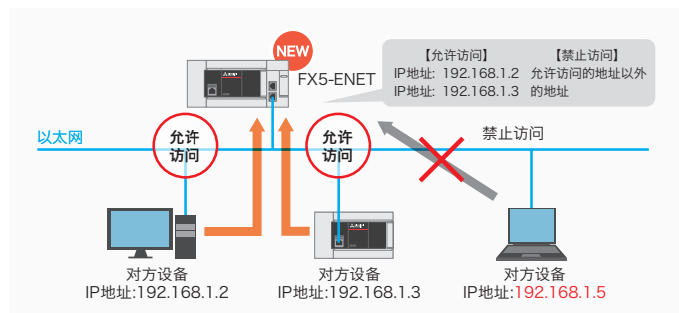 NEW
FX5-ENET
【允许访问】 【禁止访问】
IP地址: 192.168.1.2 允许访问的地址以外
IP地址: 192.168.1.3 的地址
以太网
允许
访问
允许
访问
禁止访问
对方设备
IP地址:192.168.1.2
对方设备
IP地址:192.168.1.3
对方设备
IP地址:192.168.1.5